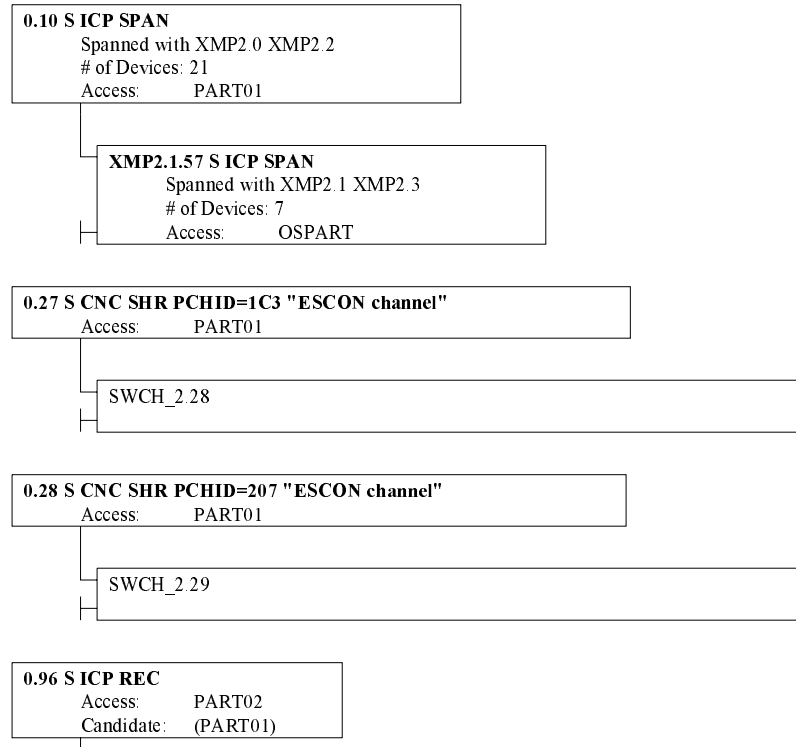 0.10 S ICP SPAN
Spanned with XMP2.0 XMP2.2
# of Devices: 21
Access: PART01
XMP2.1.57 S ICP SPAN
Spanned with XMP2.1 XMP2.3
# of Devices: 7
Access: OSPART
0.27 S CNC SHR PCHID=1C3 "ESCON channel"
Access: PART01
SWCH_2.28
0.28 S CNC SHR PCHID=207 "ESCON channel"
Access: PART01
SWCH_2.29
0.96 S ICP REC
Access: PART02
Candidate: (PART01)